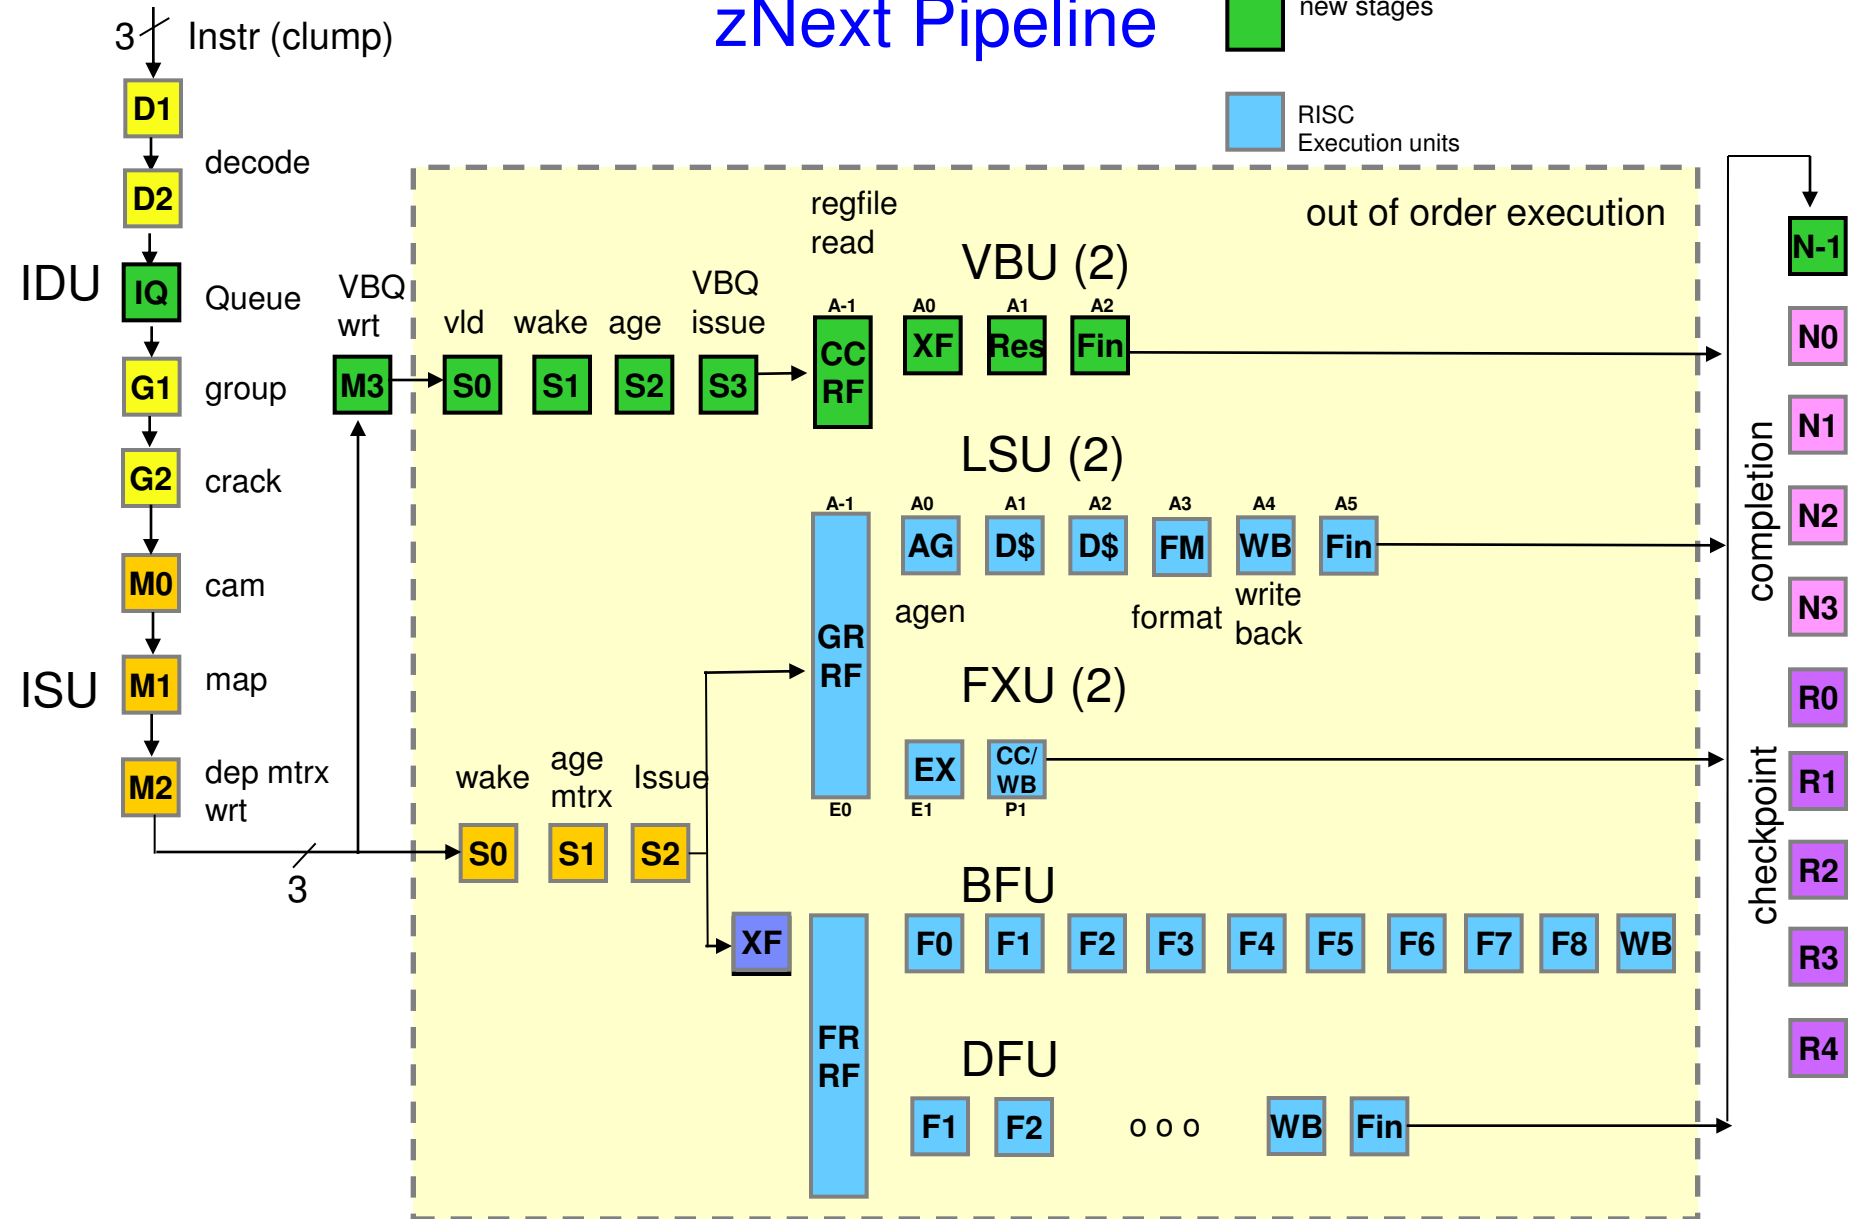 zNext Pipeline
new stages
RISC
Execution units
3
Instr (clump)
D1
decode
D2
IDU
IQ
Queue
G1
group
G2
crack
M0
cam
ISU
M1
map
M2
dep mtrx
wrt
3
VBQ
wrt
M3
out of order execution
vld
wake
age
VBQ
issue
S0
S1
S2
S3
regfile
read
VBU (2)
A-1
A0
A1
A2
CC
RF
XF
Res
Fin
LSU (2)
A-1
A0
A1
A2
A3
A4
A5
AG
D$
D$
FM
WB
Fin
agen
format
write
back
GR
RF
FXU (2)
EX
CC/
WB
E0
E1
P1
wake
age
mtrx
Issue
S0
S1
S2
BFU
XF
F0
F1
F2
F3
F4
F5
F6
F7
F8
WB
FR
RF
DFU
F1
F2
o o o
WB
Fin
completion
checkpoint
N-1
N0
N1
N2
N3
R0
R1
R2
R3
R4